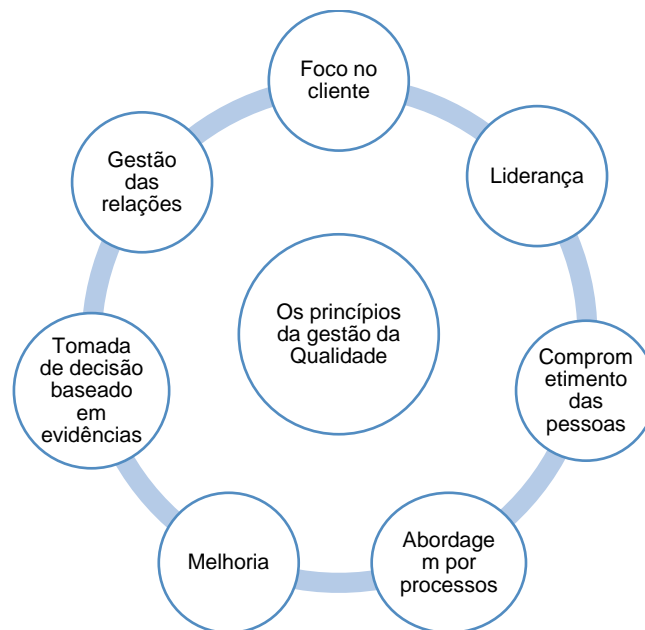 Foco no
cliente
Liderança
Comprom
etimento
das
pessoas
Abordage
m por
processos
Melhoria
Tomada
de decisão
baseado
em
evidências
Gestão
das
relações
Os princípios
da gestão da
Qualidade